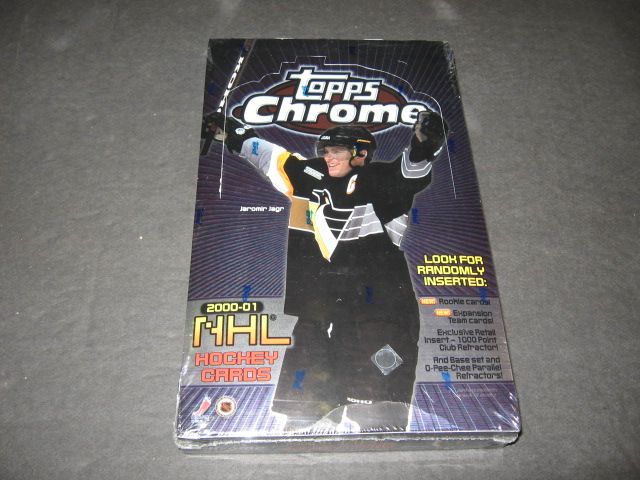 Topps
Chrome
Jaromir Jagr
LOOK FOR
RANDOMLY
INSERTED:
NEW! Rookie cards!
NEW! Expansion
Team cards!
Exclusive Retail
Insert - 1000 Point
Club Refractor!
And Base set and
O-Pee-Chee Parallel
Refractors!
2000-01
NHL
HOCKEY
CARDS